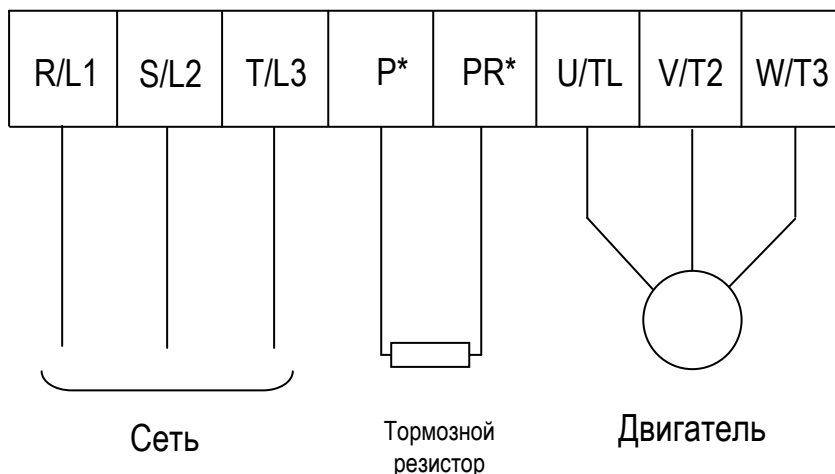 R/L1 S/L2 T/L3 P* PR* U/TL V/T2 W/T3
Сеть
Тормозной
резистор
Двигатель